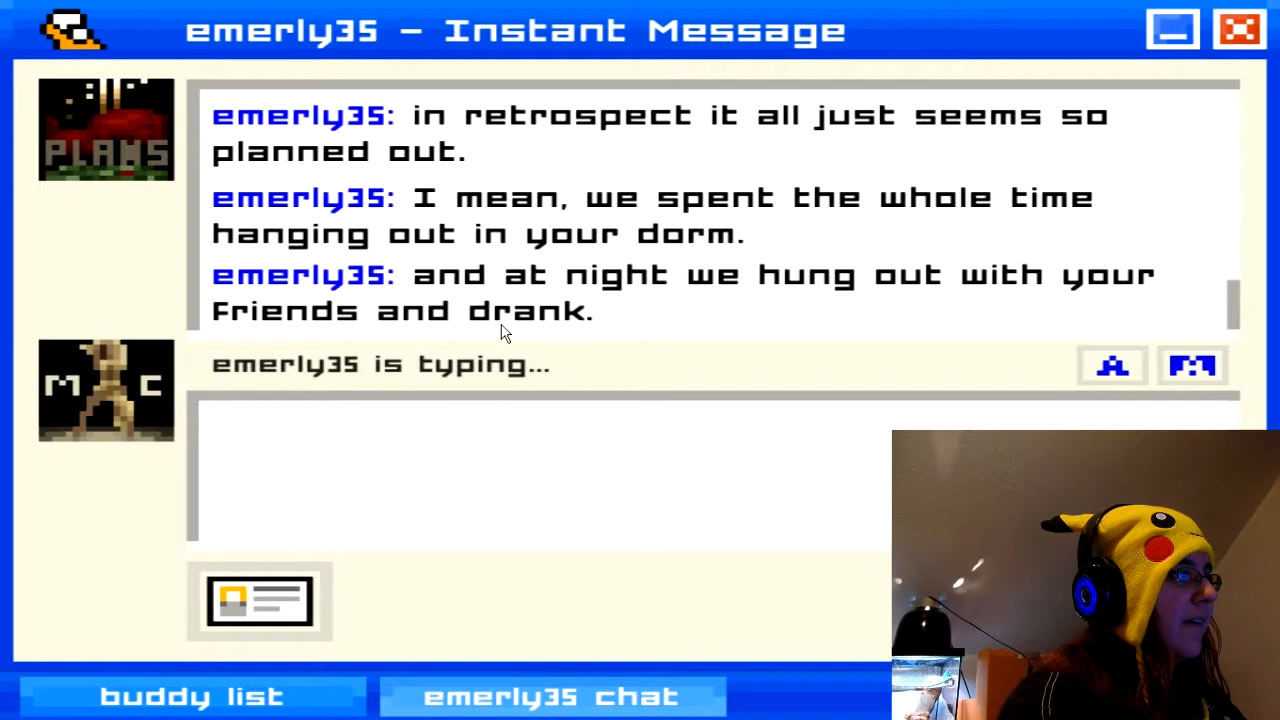 emerly35 - Instant Message
emerly35: in retrospect it all just seems so
planned out.
emerly35: I mean, we spent the whole time
hanging out in your dorm.
emerly35: and at night we hung out with your
friends and drank.
PLANS
emerly35 is typing...
A
M C
buddy list
emerly35 chat